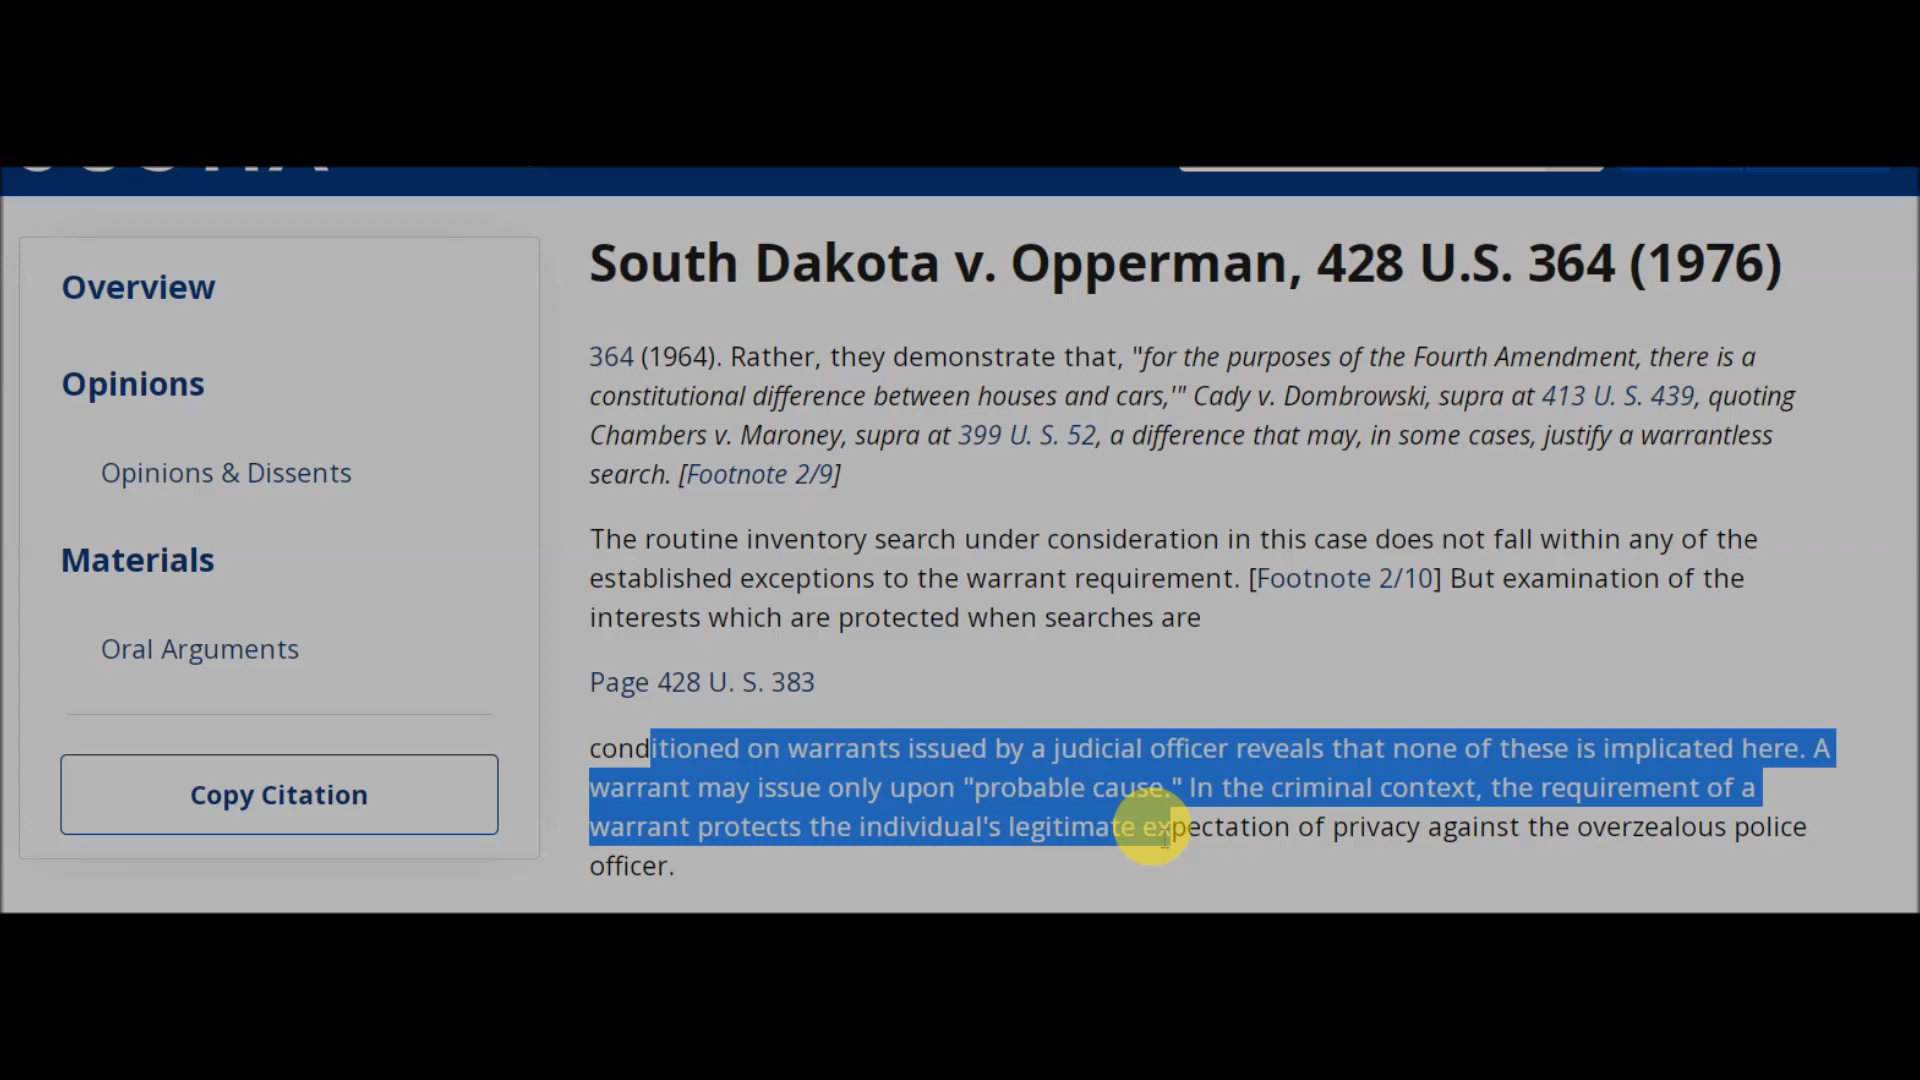 Overview
Opinions
Opinions & Dissents
Materials
Oral Arguments
Copy Citation
South Dakota v. Opperman, 428 U.S. 364 (1976)
364 (1964). Rather, they demonstrate that, "for the purposes of the Fourth Amendment, there is a
constitutional difference between houses and cars,'" Cady v. Dombrowski, supra at 413 U. S. 439, quoting
Chambers v. Maroney, supra at 399 U. S. 52, a difference that may, in some cases, justify a warrantless
search. [Footnote 2/9]
The routine inventory search under consideration in this case does not fall within any of the
established exceptions to the warrant requirement. [Footnote 2/10] But examination of the
interests which are protected when searches are
Page 428 U. S. 383
conditioned on warrants issued by a judicial officer reveals that none of these is implicated here. A
warrant may issue only upon "probable cause." In the criminal context, the requirement of a
warrant protects the individual's legitimate expectation of privacy against the overzealous police
officer.